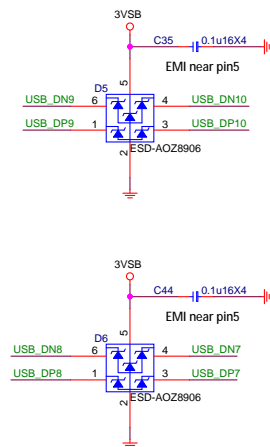 3VSB
C35
0.1u16X4
EMI near pin5
5
D5
USB_DN9
6
4
USB_DN10
USB_DP9
1
3
USB_DP10
2
ESD-AOZ8906
3VSB
C44
0.1u16X4
EMI near pin5
5
D6
USB_DN8
6
4
USB_DN7
USB_DP8
1
3
USB_DP7
2
ESD-AOZ8906